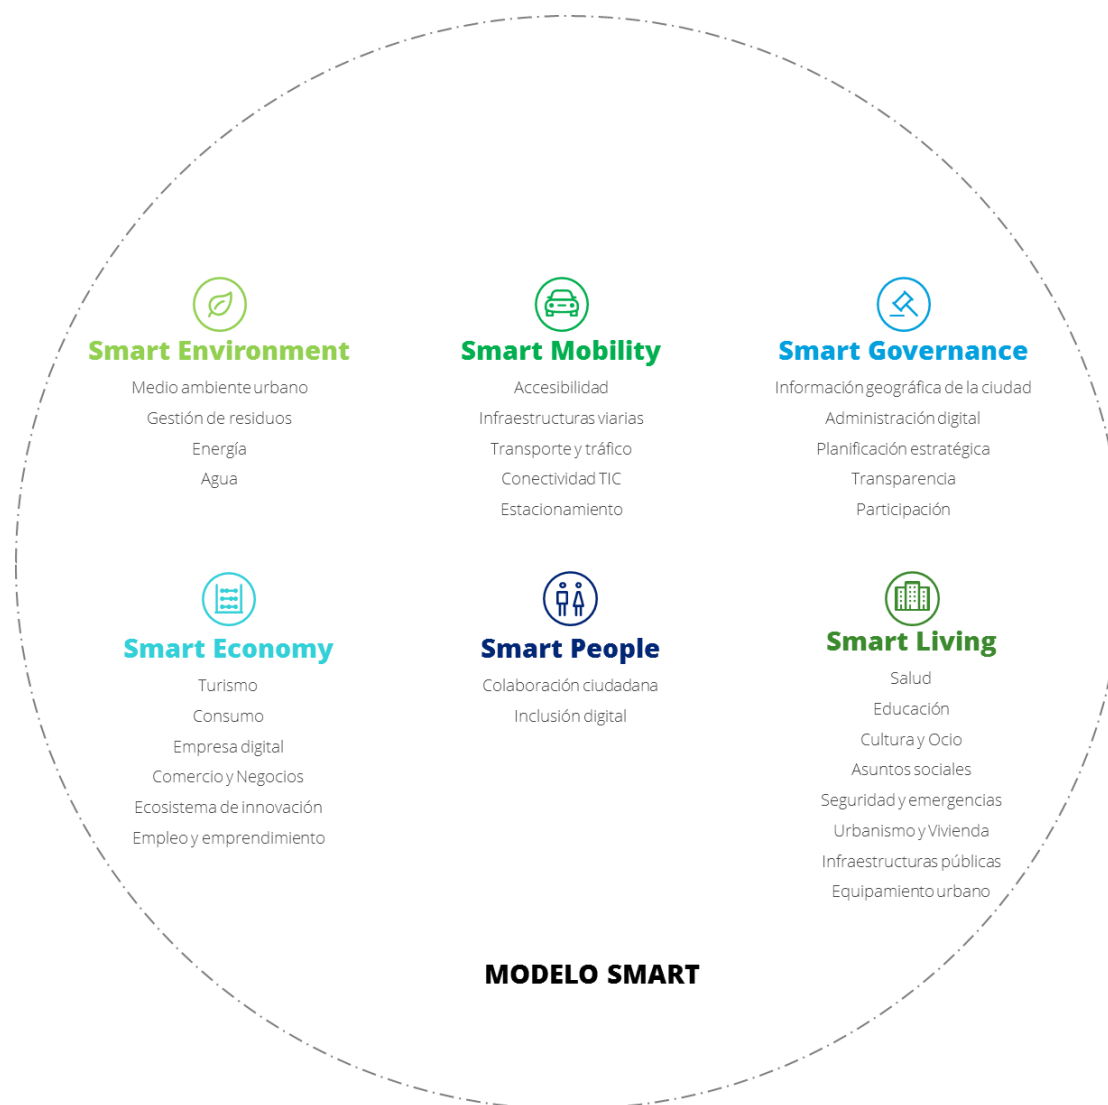 Smart Environment
Medio ambiente urbano
Gestión de residuos
Energía
Agua
Smart Mobility
Accesibilidad
Infraestructuras viarias
Transporte y tráfico
Conectividad TIC
Estacionamiento
Smart Governance
Información geográfica de la ciudad
Administración digital
Planificación estratégica
Transparencia
Participación
Smart Economy
Turismo
Consumo
Empresa digital
Comercio y Negocios
Ecosistema de innovación
Empleo y emprendimiento
Smart People
Colaboración ciudadana
Inclusión digital
Smart Living
Salud
Educación
Cultura y Ocio
Asuntos sociales
Seguridad y emergencias
Urbanismo y Vivienda
Infraestructuras públicas
Equipamiento urbano
MODELO SMART